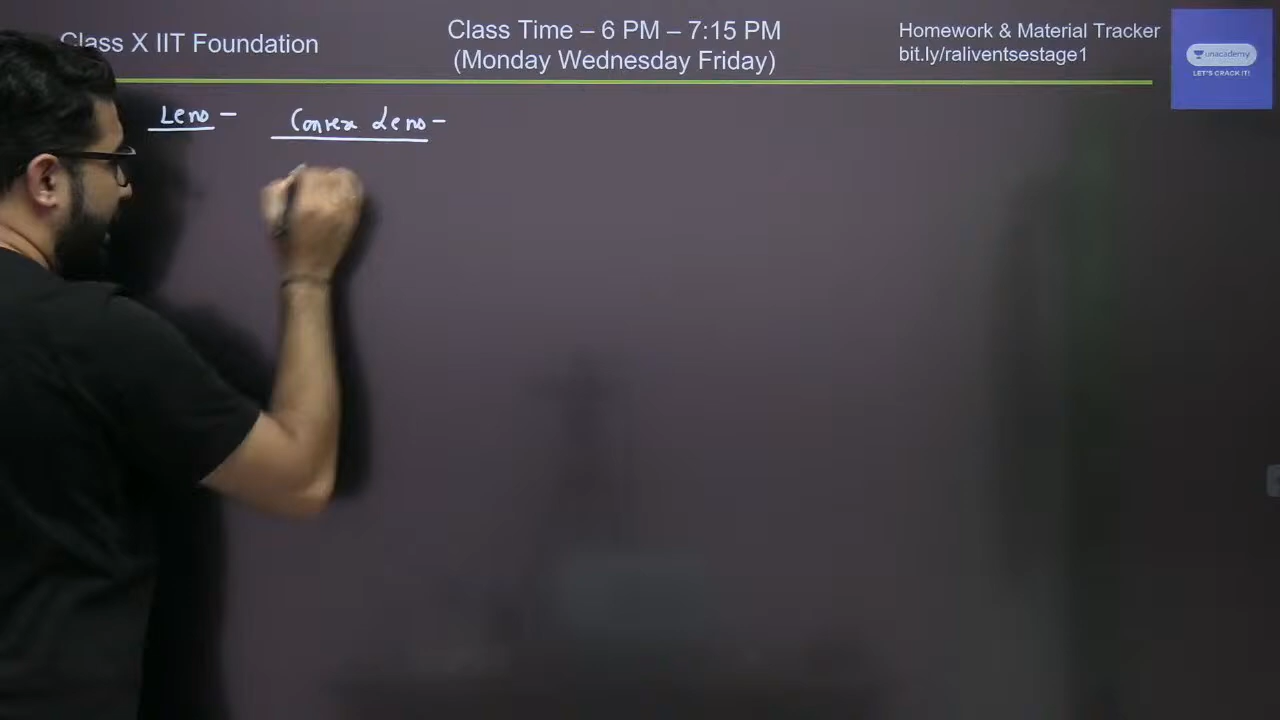 Class X IIT Foundation
Class Time – 6 PM – 7:15 PM
(Monday Wednesday Friday)
Homework & Material Tracker
bit.ly/raliventsestage1
unacademy
LET'S CRACK IT!
Lens – Convex Lens –